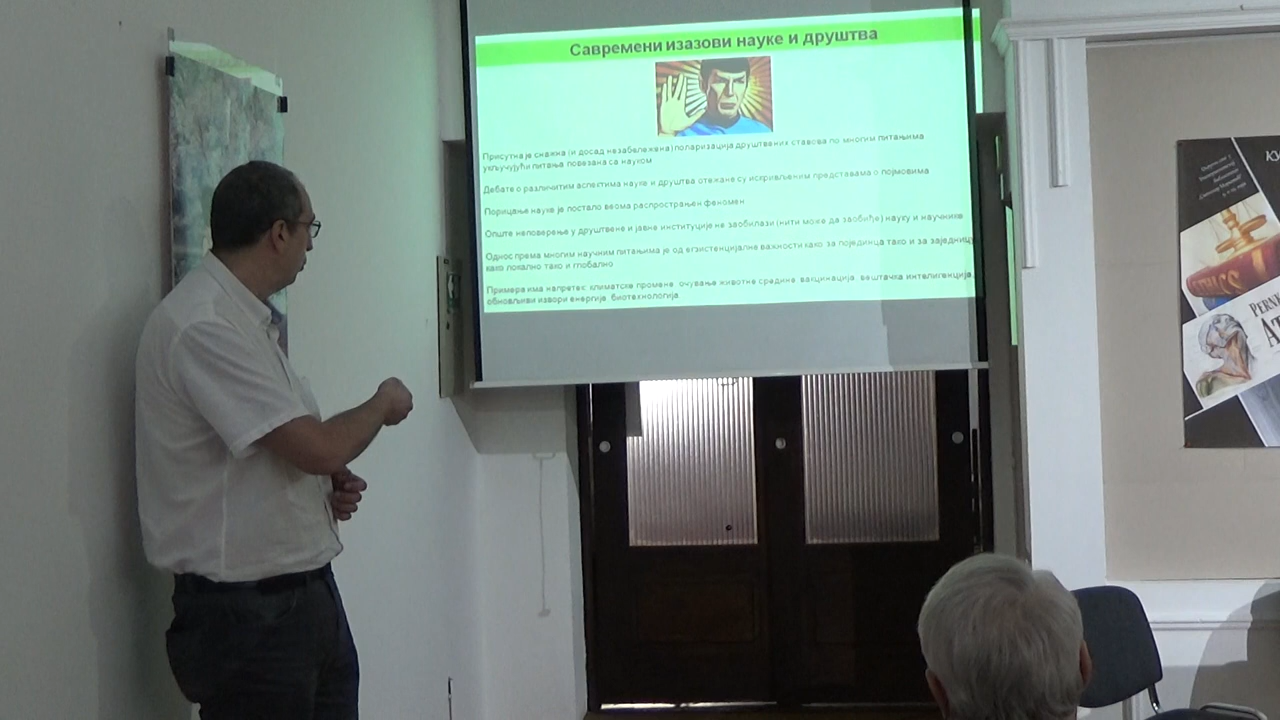 Савремени изазови науке и друштва
Присутна је снажна (и досад незабележена) поларизација друштвених ставова по многим питањима
укључујући питања повезана са науком
Дебате о различитим аспектима науке и друштва отежане су искривљеним представама о појмовима
Порицање науке је постало веома распрострањен феномен
Опште неповерење у друштвене и јавне институције не заобилази (нити може да заобиђе) науку и научнике
Однос према многим научним питањима је од егзистенцијалне важности како за појединца тако и за заједницу
како локално тако и глобално
Примера има напретек: климатске промене, очување животне средине, вакцинација, вештачка интелигенција,
обновљиви извори енергије, биотехнологија